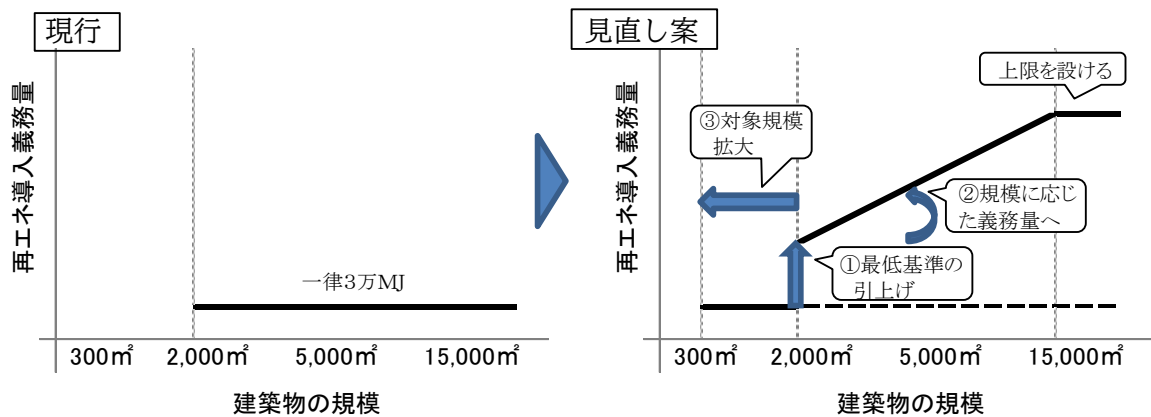 現行
再エネ導入義務量
一律3万MJ
300㎡ 2,000㎡ 5,000㎡ 15,000㎡
建築物の規模
見直し案
再エネ導入義務量
上限を設ける
③対象規模
拡大
②規模に応じ
た義務量へ
①最低基準の
引上げ
300㎡ 2,000㎡ 5,000㎡ 15,000㎡
建築物の規模